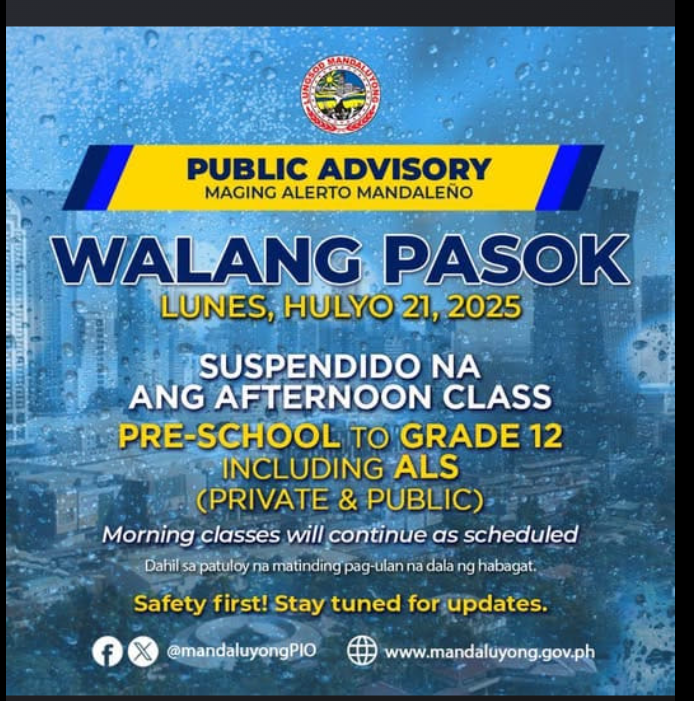 LUNGSOD MANDALUYONG
PUBLIC ADVISORY
MAGING ALERTO MANDALEÑO
WALANG PASOK
LUNES, HULYO 21, 2025
SUSPENDIDO NA
ANG AFTERNOON CLASS
PRE-SCHOOL TO GRADE 12
INCLUDING ALS
(PRIVATE & PUBLIC)
Morning classes will continue as scheduled
Dahil sa patuloy na matinding pag-ulan na dala ng habagat.
Safety first! Stay tuned for updates.
@mandaluyongPIO www.mandaluyong.gov.ph